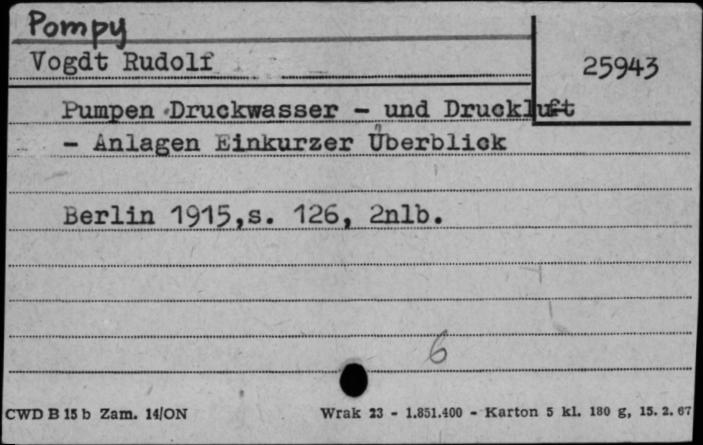 Pompy
Vogdt Rudolf
25943
Pumpen Druckwasser - und Druckluft
- Anlagen Einkurzer Überblick
Berlin 1915,s. 126, 2nlb.
6
CWD B 15 b Zam. 14/ON
Wrak 23 - 1.851.400 - Karton 5 kl. 180 g, 15. 2. 67